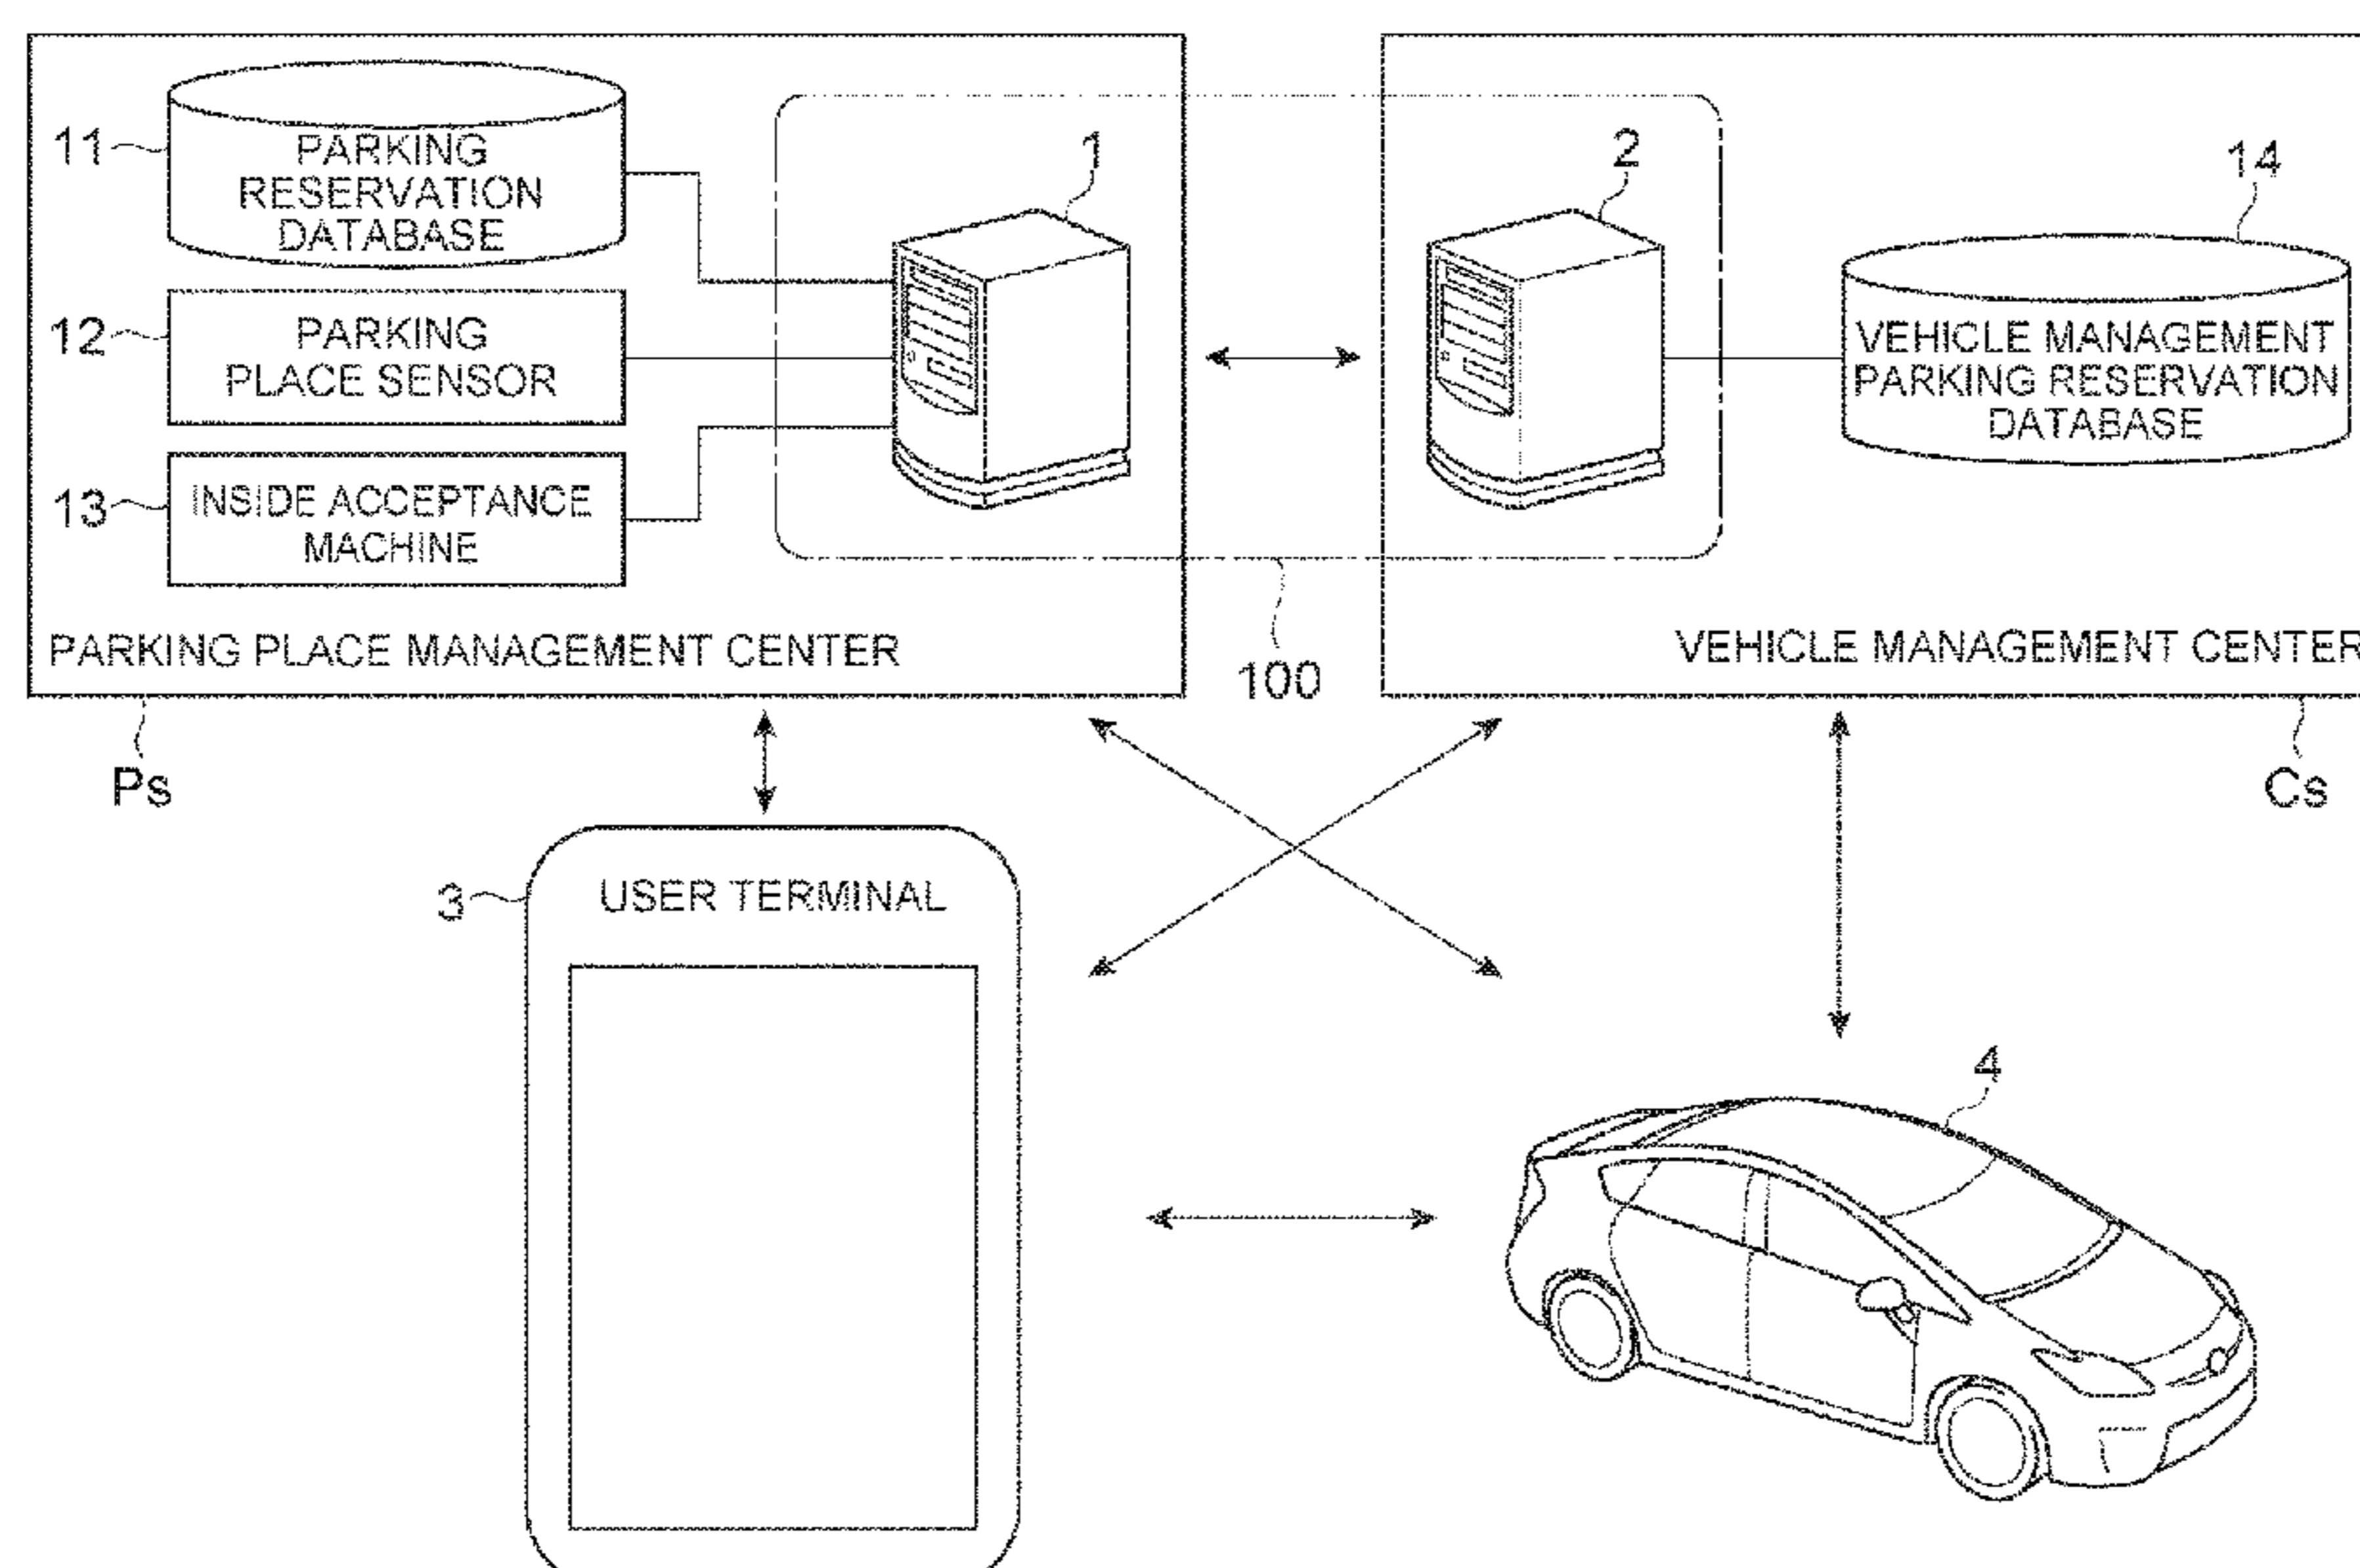 11
PARKING
RESERVATION
DATABASE
1
2
14
12
PARKING
PLACE SENSOR
VEHICLE MANAGEMENT
PARKING RESERVATION
DATABASE
13
INSIDE ACCEPTANCE
MACHINE
PARKING PLACE MANAGEMENT CENTER
100
VEHICLE MANAGEMENT CENTER
Ps
Cs
3
USER TERMINAL
4